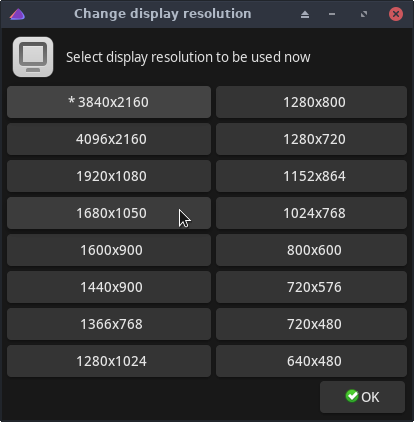 Change display resolution
Select display resolution to be used now
* 3840x2160
1280x800
4096x2160
1280x720
1920x1080
1152x864
1680x1050
1024x768
1600x900
800x600
1440x900
720x576
1366x768
720x480
1280x1024
640x480
OK